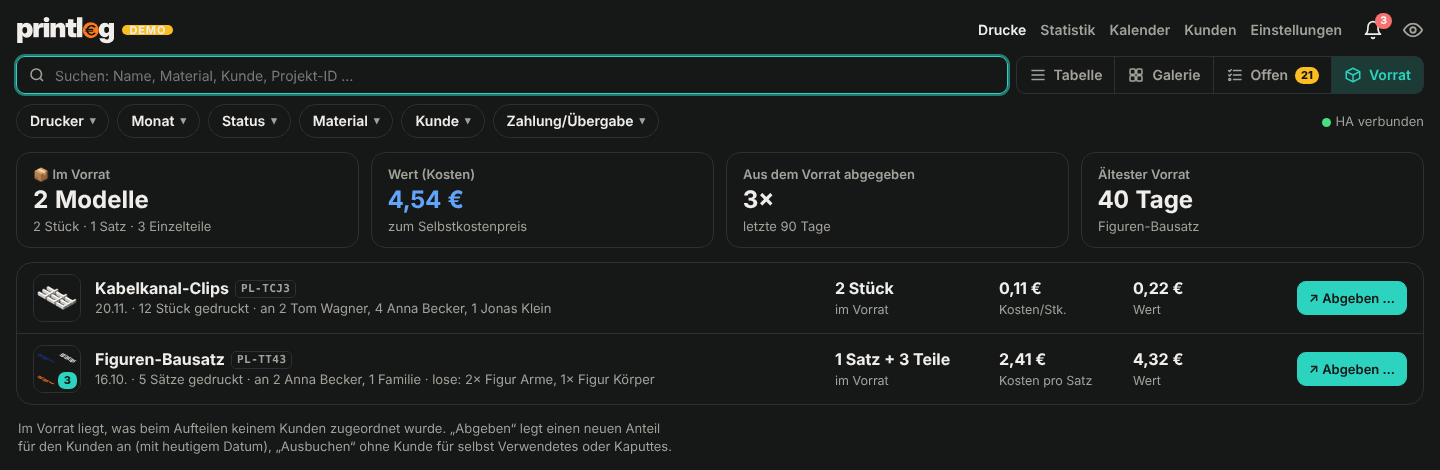 printl€g DEMO
Drucke Statistik Kalender Kunden Einstellungen 3
Suchen: Name, Material, Kunde, Projekt-ID ...
Tabelle Galerie Offen 21 Vorrat
Drucker ▾ Monat ▾ Status ▾ Material ▾ Kunde ▾ Zahlung/Übergabe ▾
HA verbunden
Im Vorrat
2 Modelle
2 Stück · 1 Satz · 3 Einzelteile
Wert (Kosten)
4,54 €
zum Selbstkostenpreis
Aus dem Vorrat abgegeben
3×
letzte 90 Tage
Ältester Vorrat
40 Tage
Figuren-Bausatz
Kabelkanal-Clips PL-TCJ3
20.11. · 12 Stück gedruckt · an 2 Tom Wagner, 4 Anna Becker, 1 Jonas Klein
2 Stück
im Vorrat
0,11 €
Kosten/Stk.
0,22 €
Wert
↗ Abgeben ...
3
Figuren-Bausatz PL-TT43
16.10. · 5 Sätze gedruckt · an 2 Anna Becker, 1 Familie · lose: 2× Figur Arme, 1× Figur Körper
1 Satz + 3 Teile
im Vorrat
2,41 €
Kosten pro Satz
4,32 €
Wert
↗ Abgeben ...
Im Vorrat liegt, was beim Aufteilen keinem Kunden zugeordnet wurde. „Abgeben“ legt einen neuen Anteil
für den Kunden an (mit heutigem Datum), „Ausbuchen“ ohne Kunde für selbst Verwendetes oder Kaputtes.